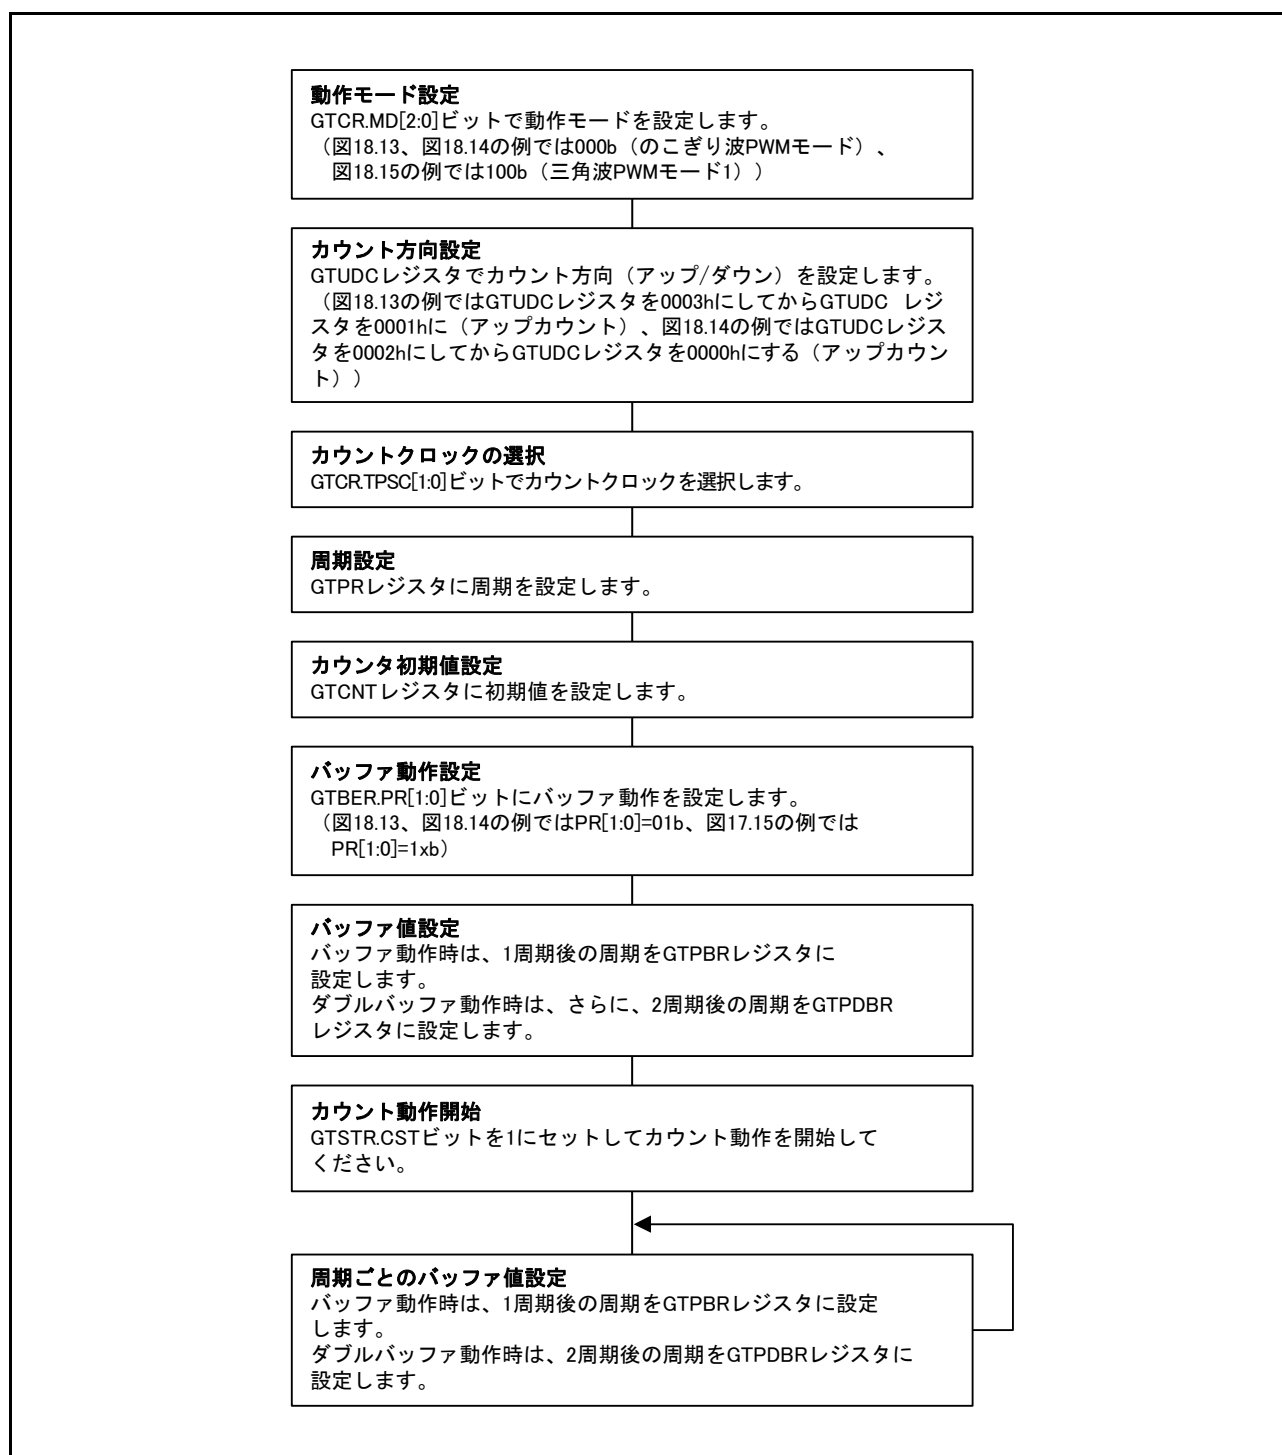 動作モード設定
GTCR.MD[2:0]ビットで動作モードを設定します。
（図18.13、図18.14の例では000b（のこぎり波PWMモード）、
図18.15の例では100b（三角波PWMモード1））
カウント方向設定
GTUDCレジスタでカウント方向（アップ/ダウン）を設定します。
（図18.13の例ではGTUDCレジスタを0003hにしてからGTUDC レジ
スタを0001hに（アップカウント）、図18.14の例ではGTUDCレジス
タを0002hにしてからGTUDCレジスタを0000hにする（アップカウン
ト））
カウントクロックの選択
GTCR.TPSC[1:0]ビットでカウントクロックを選択します。
周期設定
GTPRレジスタに周期を設定します。
カウンタ初期値設定
GTCNTレジスタに初期値を設定します。
バッファ動作設定
GTBER.PR[1:0]ビットにバッファ動作を設定します。
（図18.13、図18.14の例ではPR[1:0]=01b、図17.15の例では
PR[1:0]=1xb）
バッファ値設定
バッファ動作時は、1周期後の周期をGTPBRレジスタに
設定します。
ダブルバッファ動作時は、さらに、2周期後の周期をGTPDBR
レジスタに設定します。
カウント動作開始
GTSTR.CSTビットを1にセットしてカウント動作を開始して
ください。
周期ごとのバッファ値設定
バッファ動作時は、1周期後の周期をGTPBRレジスタに設定
します。
ダブルバッファ動作時は、2周期後の周期をGTPDBRレジスタに
設定します。